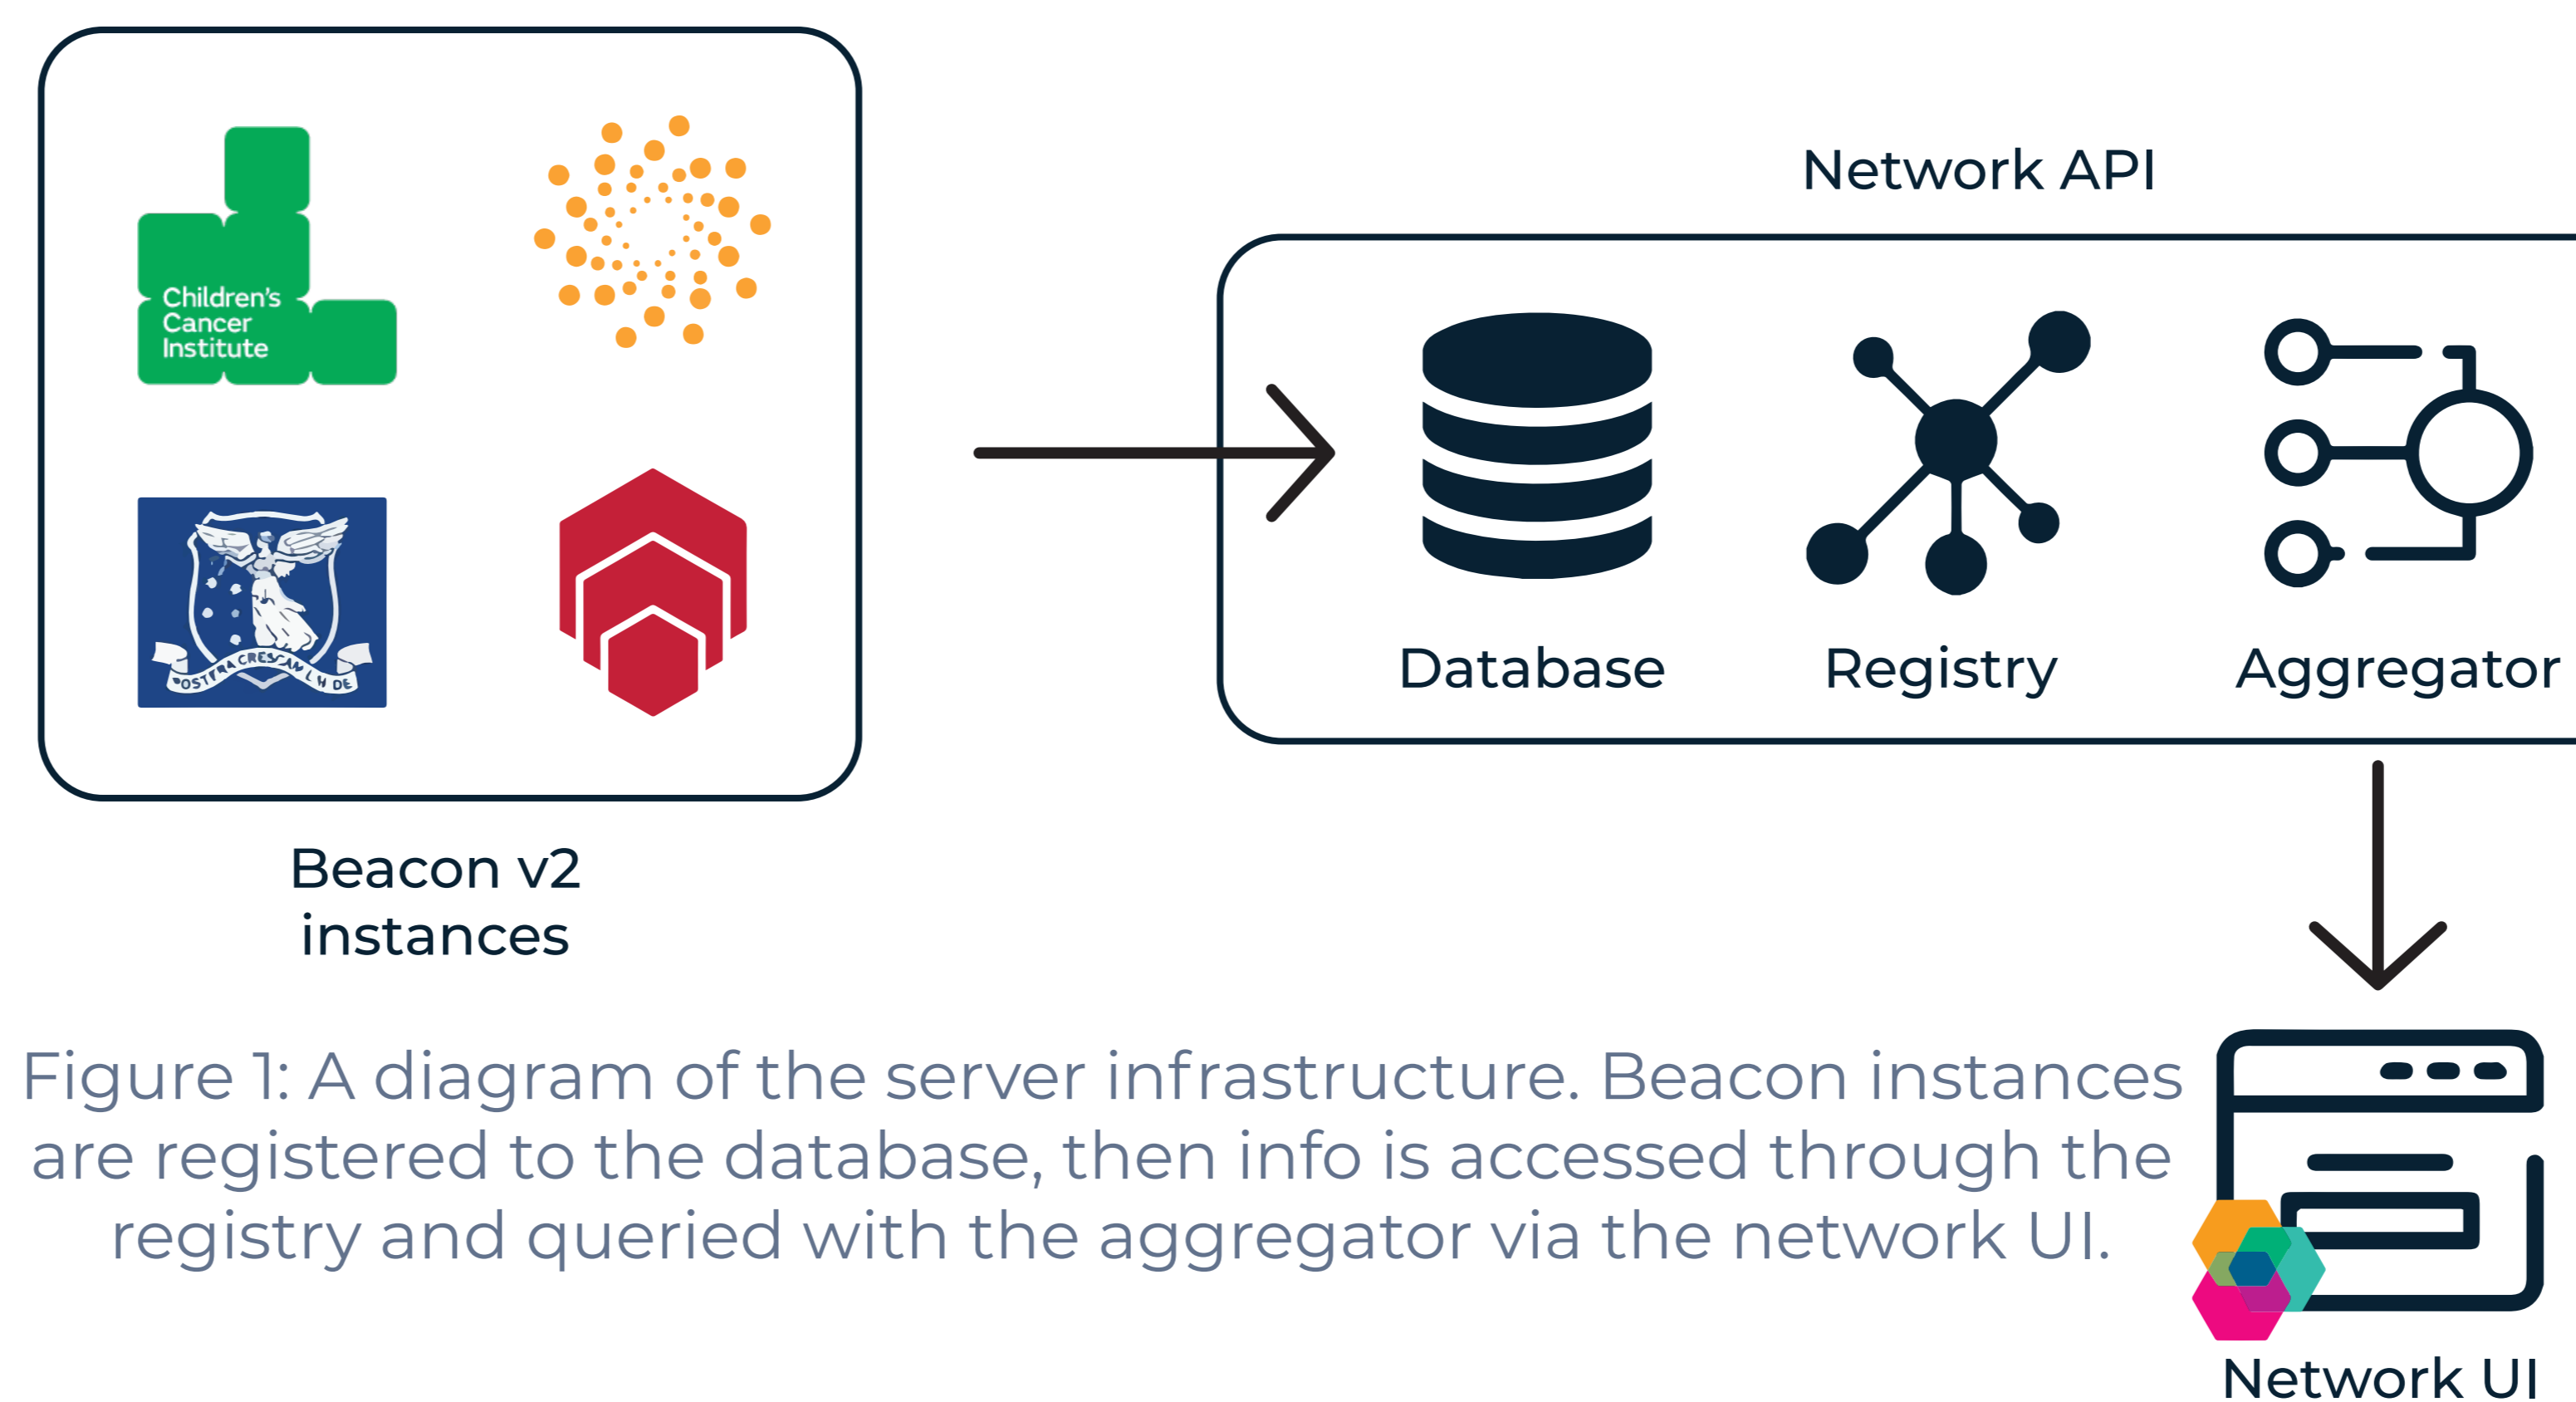 Children's
Cancer
Institute
Beacon v2
instances
Network API
Database
Registry
Aggregator
Network UI
Figure 1: A diagram of the server infrastructure. Beacon instances
are registered to the database, then info is accessed through the
registry and queried with the aggregator via the network UI.